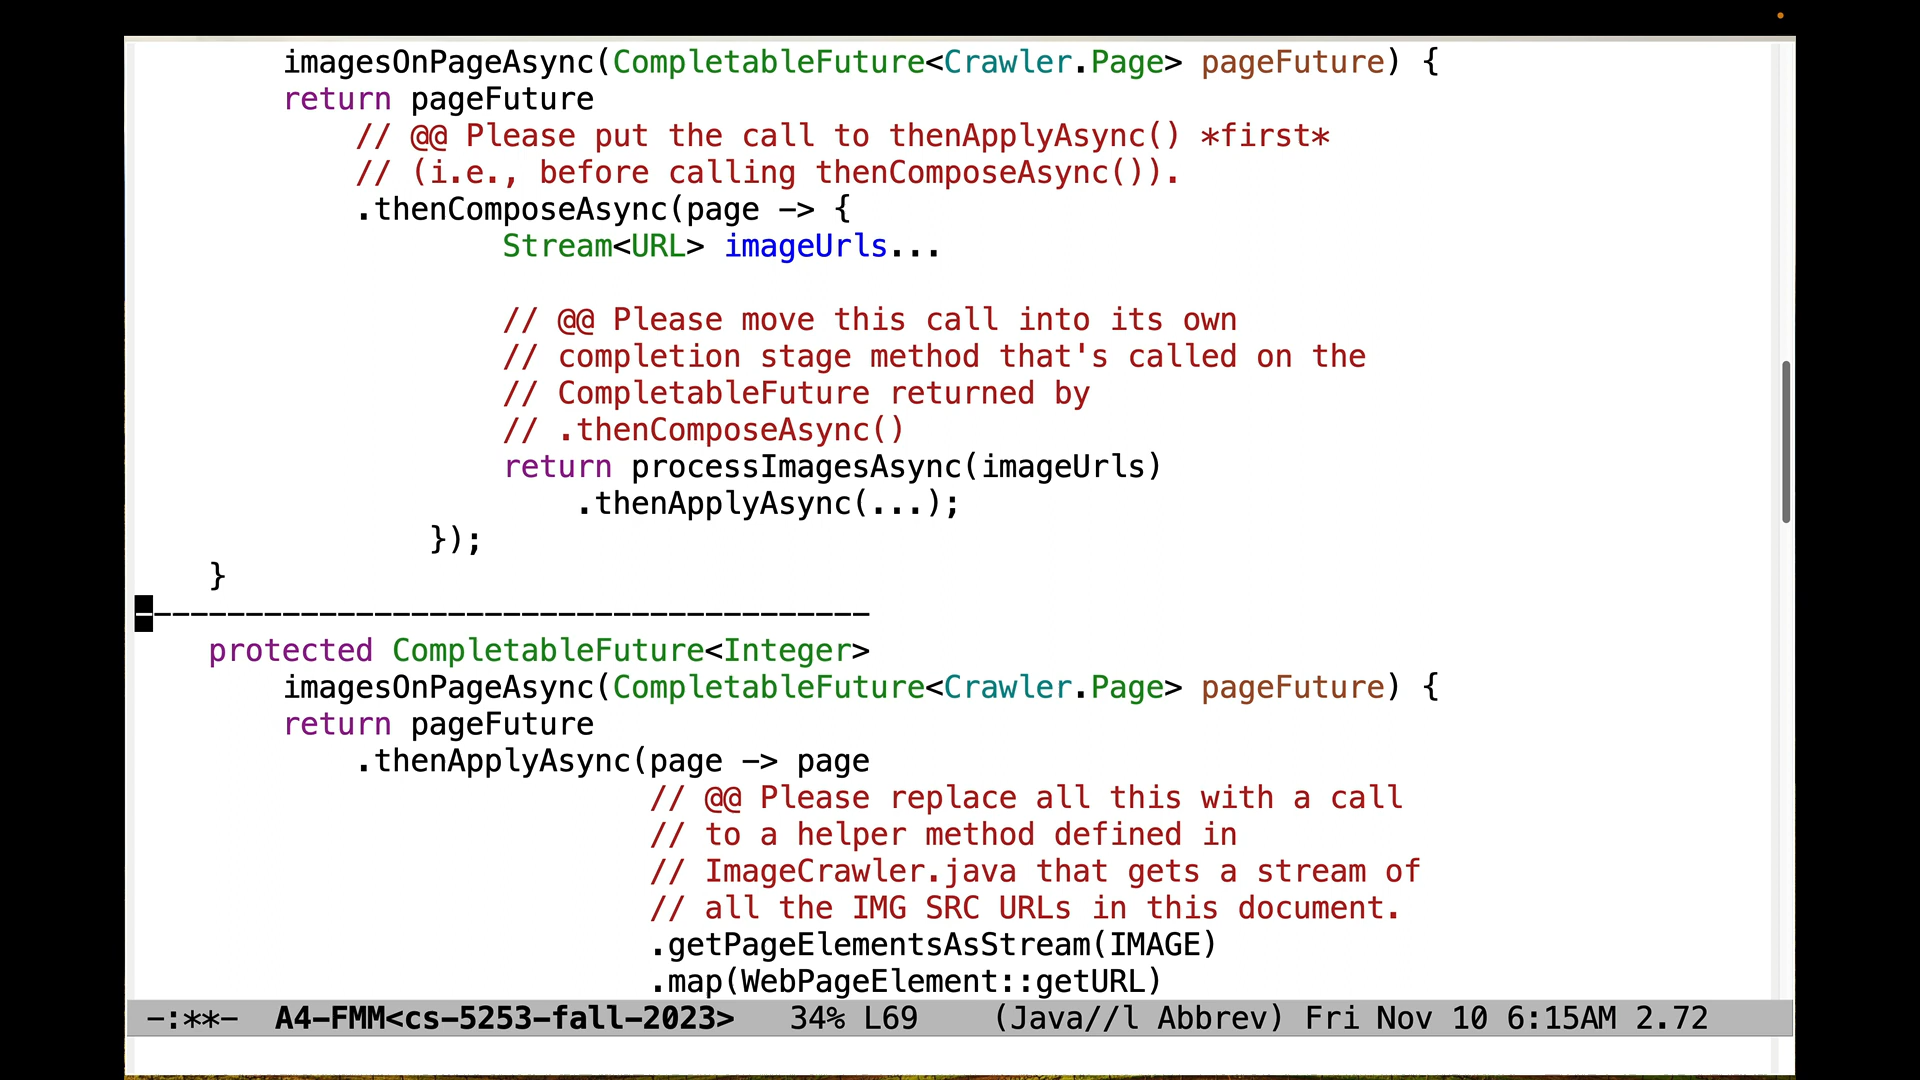 imagesOnPageAsync(CompletableFuture<Crawler.Page> pageFuture) {
return pageFuture
// @@ Please put the call to thenApplyAsync() *first*
// (i.e., before calling thenComposeAsync()).
.thenComposeAsync(page -> {
Stream<URL> imageUrls...
// @@ Please move this call into its own
// completion stage method that's called on the
// CompletableFuture returned by
// .thenComposeAsync()
return processImagesAsync(imageUrls)
.thenApplyAsync(...);
});
}
----------------------------------------
protected CompletableFuture<Integer>
imagesOnPageAsync(CompletableFuture<Crawler.Page> pageFuture) {
return pageFuture
.thenApplyAsync(page -> page
// @@ Please replace all this with a call
// to a helper method defined in
// ImageCrawler.java that gets a stream of
// all the IMG SRC URLs in this document.
.getPageElementsAsStream(IMAGE)
.map(WebPageElement::getURL)
-:**- A4-FMM<cs-5253-fall-2023> 34% L69 (Java//l Abbrev) Fri Nov 10 6:15AM 2.72